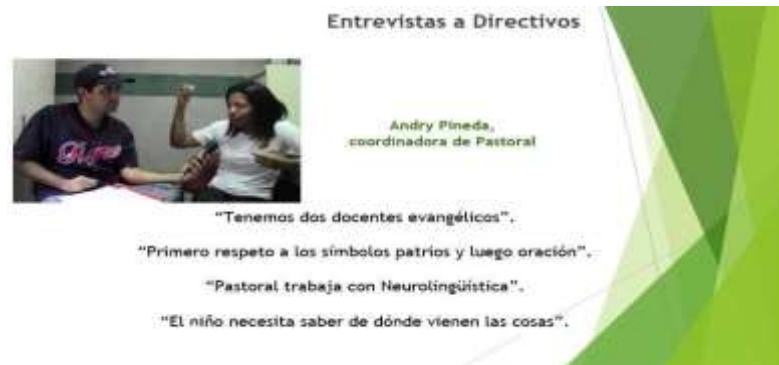 Entrevistas a Directivos
Andry Pineda,
coordinadora de Pastoral
“Tenemos dos docentes evangélicos”.
“Primero respeto a los símbolos patrios y luego oración”.
“Pastoral trabaja con Neurolingüística”.
“El niño necesita saber de dónde vienen las cosas”.